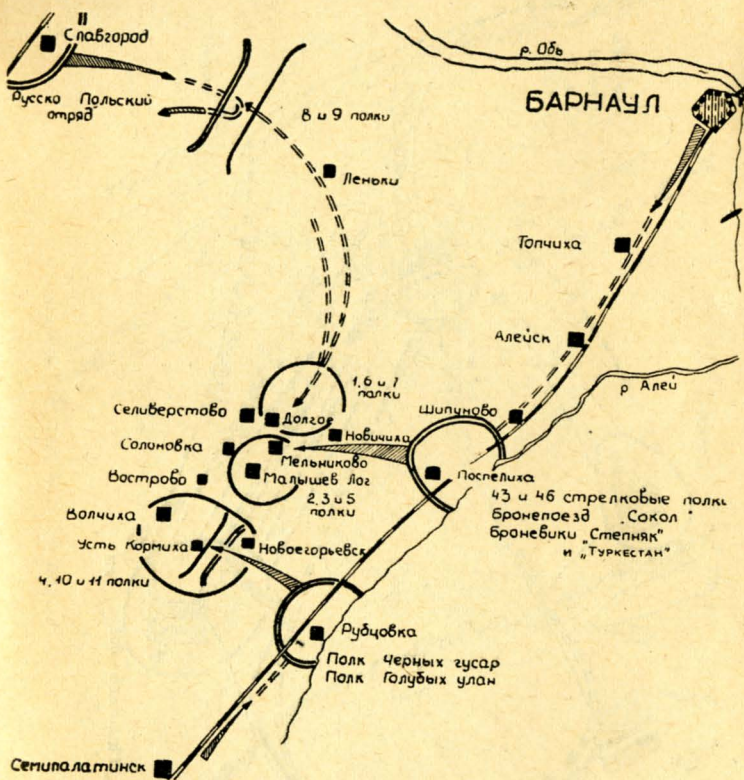 II
Славгород
Русско Польский
отряд
8 и 9 полки
р. Обь
БАРНАУЛ
Леньки
Топчиха
Алейск
р Алей
1,6 и 7
полки
Шипуново
Селиверстово
Долгое
Новичиха
Солоновка
Мельниково
Поспелиха
Малышев Лог
Вострово
2,3 и 5
полки
43 и 46 стрелковые полки
Бронепоезд „Сокол"
Броневики „Степняк"
и „Туркестан"
Волчиха
Усть Кормиха
Новоегорьевск
4,10 и 11 полки
Рубцовка
Полк Черных гусар
Полк Голубых улан
Семипалатинск